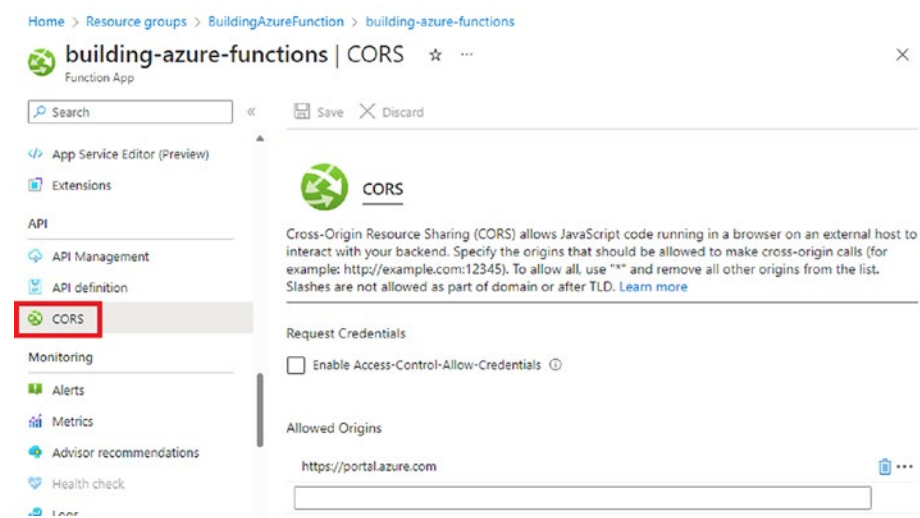 Home > Resource groups > BuildingAzureFunction > building-azure-functions
building-azure-functions | CORS
Function App
Search
Save
Discard
App Service Editor (Preview)
Extensions
API
API Management
API definition
CORS
Monitoring
Alerts
Metrics
Advisor recommendations
Health check
Logs
CORS
Cross-Origin Resource Sharing (CORS) allows JavaScript code running in a browser on an external host to
interact with your backend. Specify the origins that should be allowed to make cross-origin calls (for
example: http://example.com:12345). To allow all, use "*" and remove all other origins from the list.
Slashes are not allowed as part of domain or after TLD. Learn more
Request Credentials
Enable Access-Control-Allow-Credentials
Allowed Origins
https://portal.azure.com